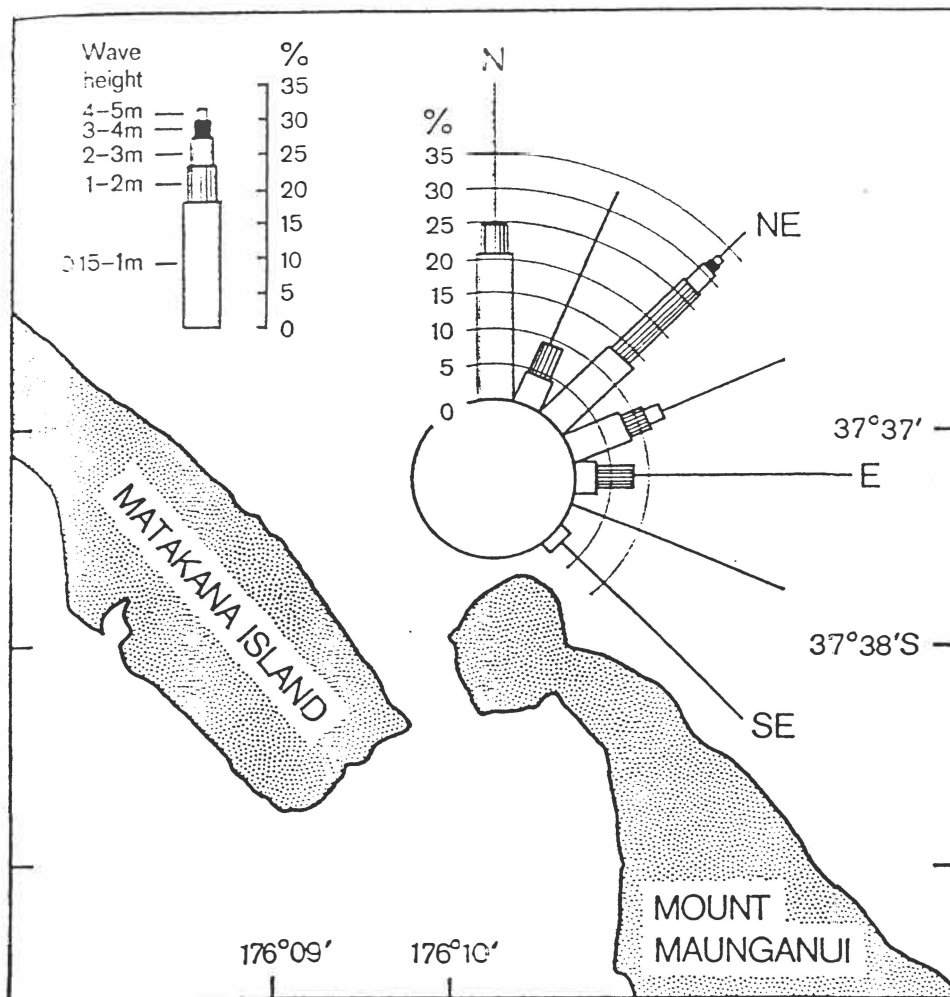 Wave
height
4-5m
3-4m
2-3m
1-2m
0.15-1m
%
35
30
25
20
15
10
5
0
N
%
35
30
25
20
15
10
5
0
NE
37°37′
E
37°38′S
SE
MATAKANA ISLAND
MOUNT
MAUNGANUI
176°09′
176°10′